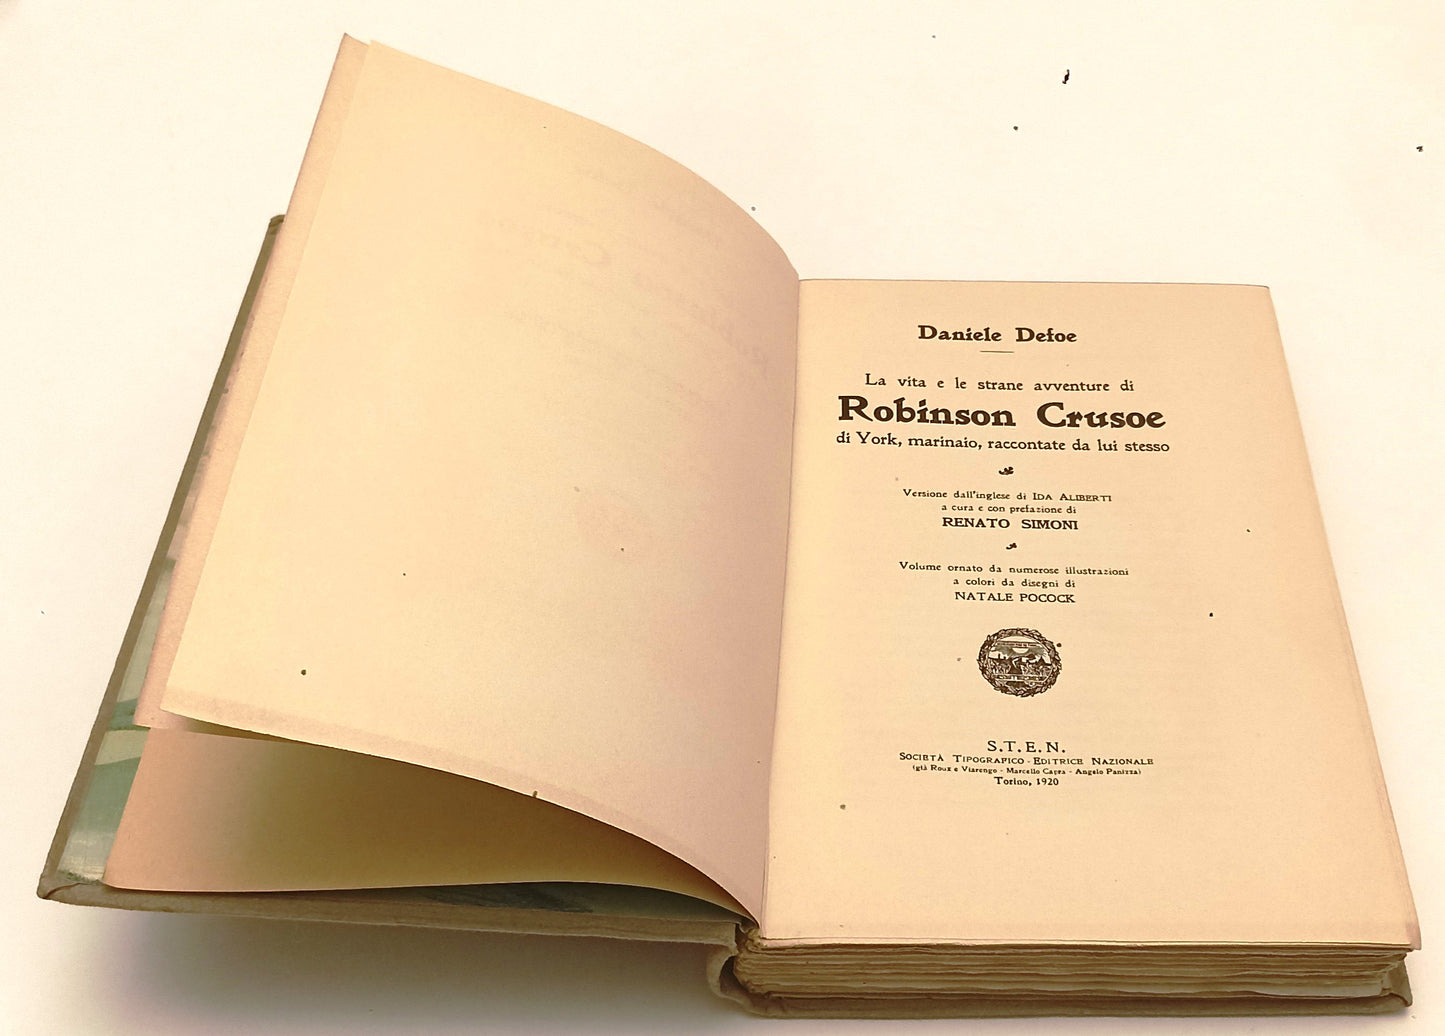 Daniele Defoe
La vita e le strane avventure di
Robinson Crusoe
di York, marinaio, raccontate da lui stesso
Versione dall'inglese di IDA ALIBERTI
a cura e con prefazione di
RENATO SIMONI
Volume ornato da numerose illustrazioni
a colori da disegni di
NATALE POCOCK
S.T.E.N.
SOCIETÀ TIPOGRAFICO-EDITRICE NAZIONALE
(già Roux e Viarengo - Marcello Capra - Angelo Panizza)
Torino, 1920